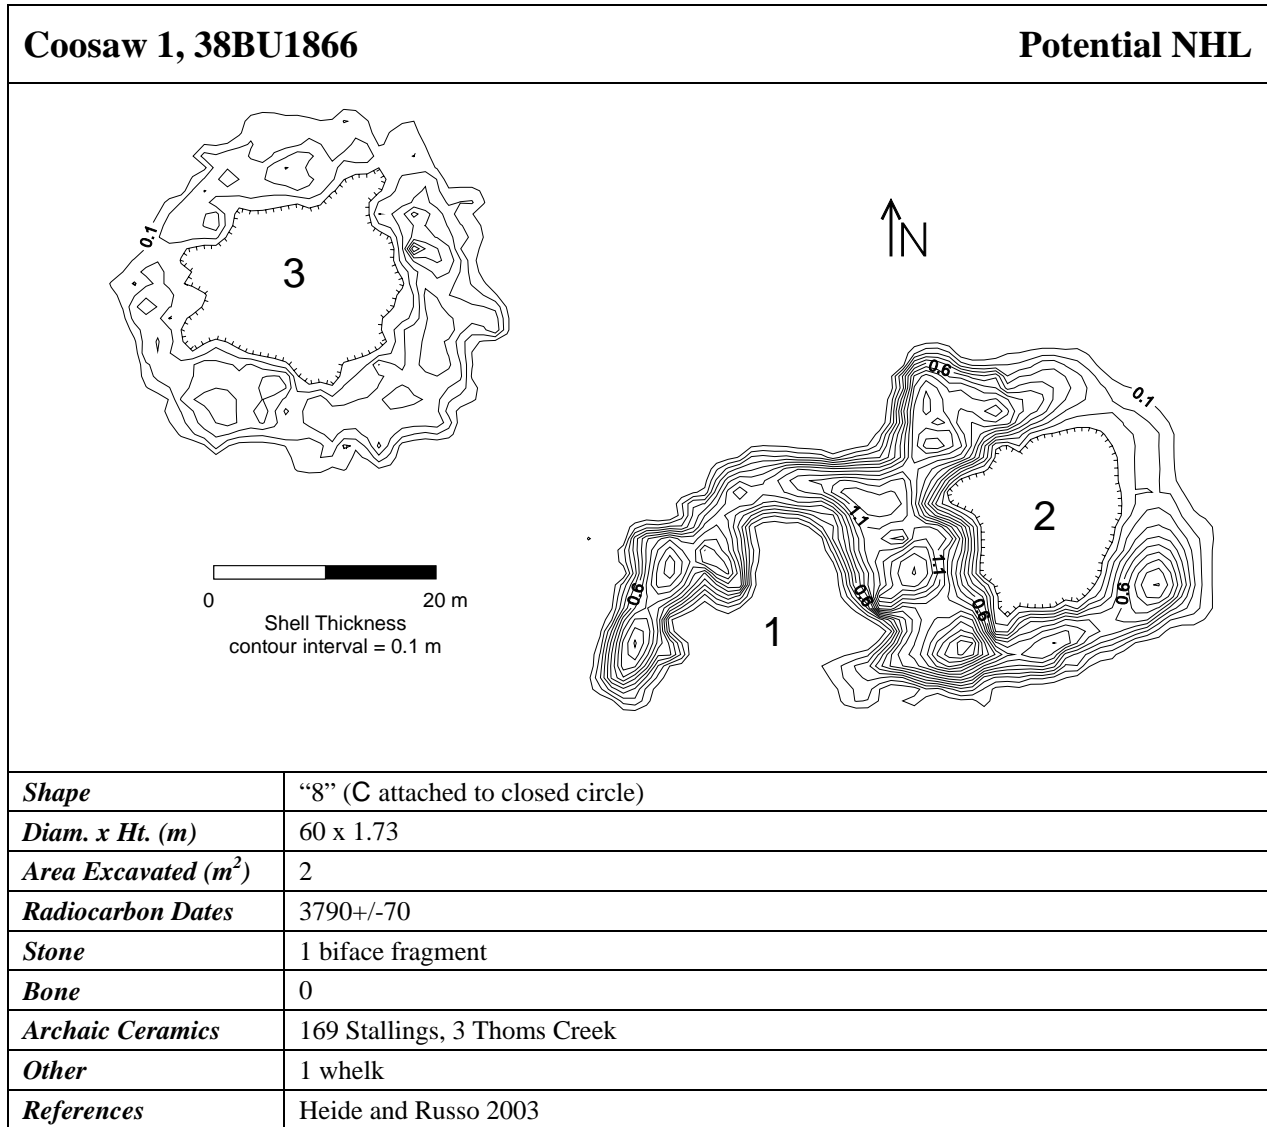 Coosaw 1, 38BU1866 Potential NHL
0.1
3
N
0.6
0.1
2
1.1
1.1
0.6
0.6
0.6
0.6
1
0 20 m
Shell Thickness
contour interval = 0.1 m
Shape “8” (C attached to closed circle)
Diam. x Ht. (m) 60 x 1.73
Area Excavated (m²) 2
Radiocarbon Dates 3790+/-70
Stone 1 biface fragment
Bone 0
Archaic Ceramics 169 Stallings, 3 Thoms Creek
Other 1 whelk
References Heide and Russo 2003